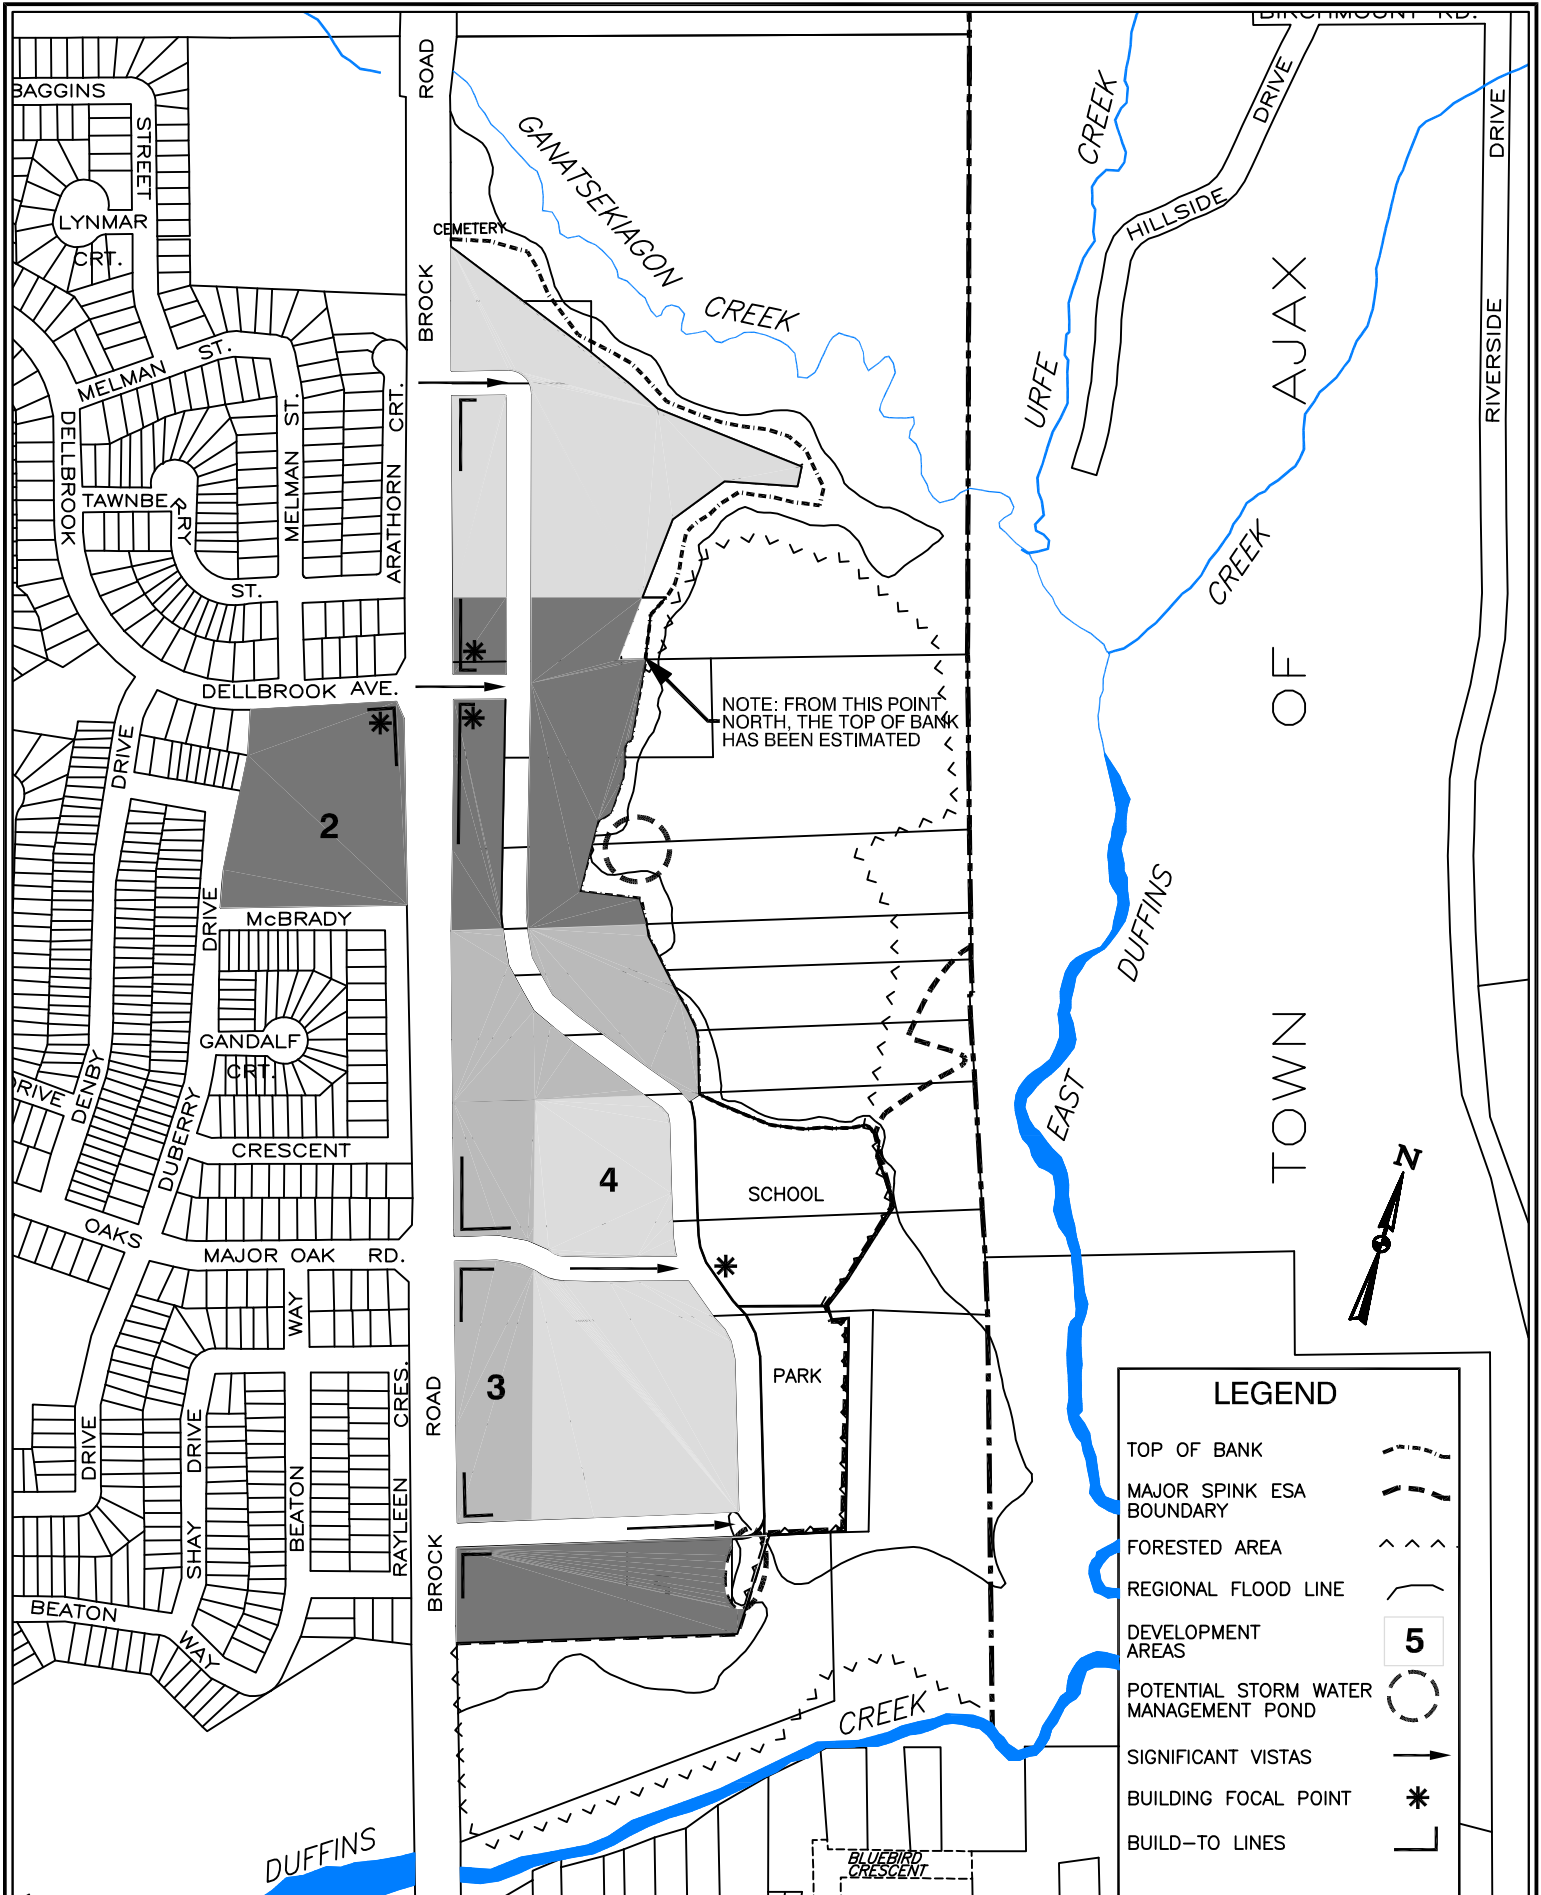 BIRCHMOUNT RD.
ROAD
BAGGINS
STREET
DRIVE
DRIVE
CREEK
GANATSEKIAGON
CREEK
LYNMAR
CRT.
CEMETERY
HILLSIDE
BROCK
AJAX
RIVERSIDE
MELMAN
ST.
URFE
DELLBROOK
MELMAN ST.
ARATHORN CRT.
TAWNBERRY
ST.
CREEK
OF
DELLBROOK AVE.
NOTE: FROM THIS POINT
NORTH, THE TOP OF BANK
HAS BEEN ESTIMATED
DRIVE
2
McBRADY
DRIVE
DUFFINS
GANDALF
CRT.
DRIVE
DENBY
DUBERRY
EAST
TOWN
CRESCENT
4
SCHOOL
N
OAKS
MAJOR OAK RD.
WAY
3
PARK
ROAD
CRES.
DRIVE
DRIVE
SHAY
BEATON
RAYLEEN
BROCK
5
BEATON
WAY
CREEK
DUFFINS
BLUEBIRD
CRESCENT
LEGEND
TOP OF BANK
MAJOR SPINK ESA
BOUNDARY
FORESTED AREA
REGIONAL FLOOD LINE
DEVELOPMENT
AREAS
5
POTENTIAL STORM WATER
MANAGEMENT POND
SIGNIFICANT VISTAS
BUILDING FOCAL POINT
BUILD-TO LINES